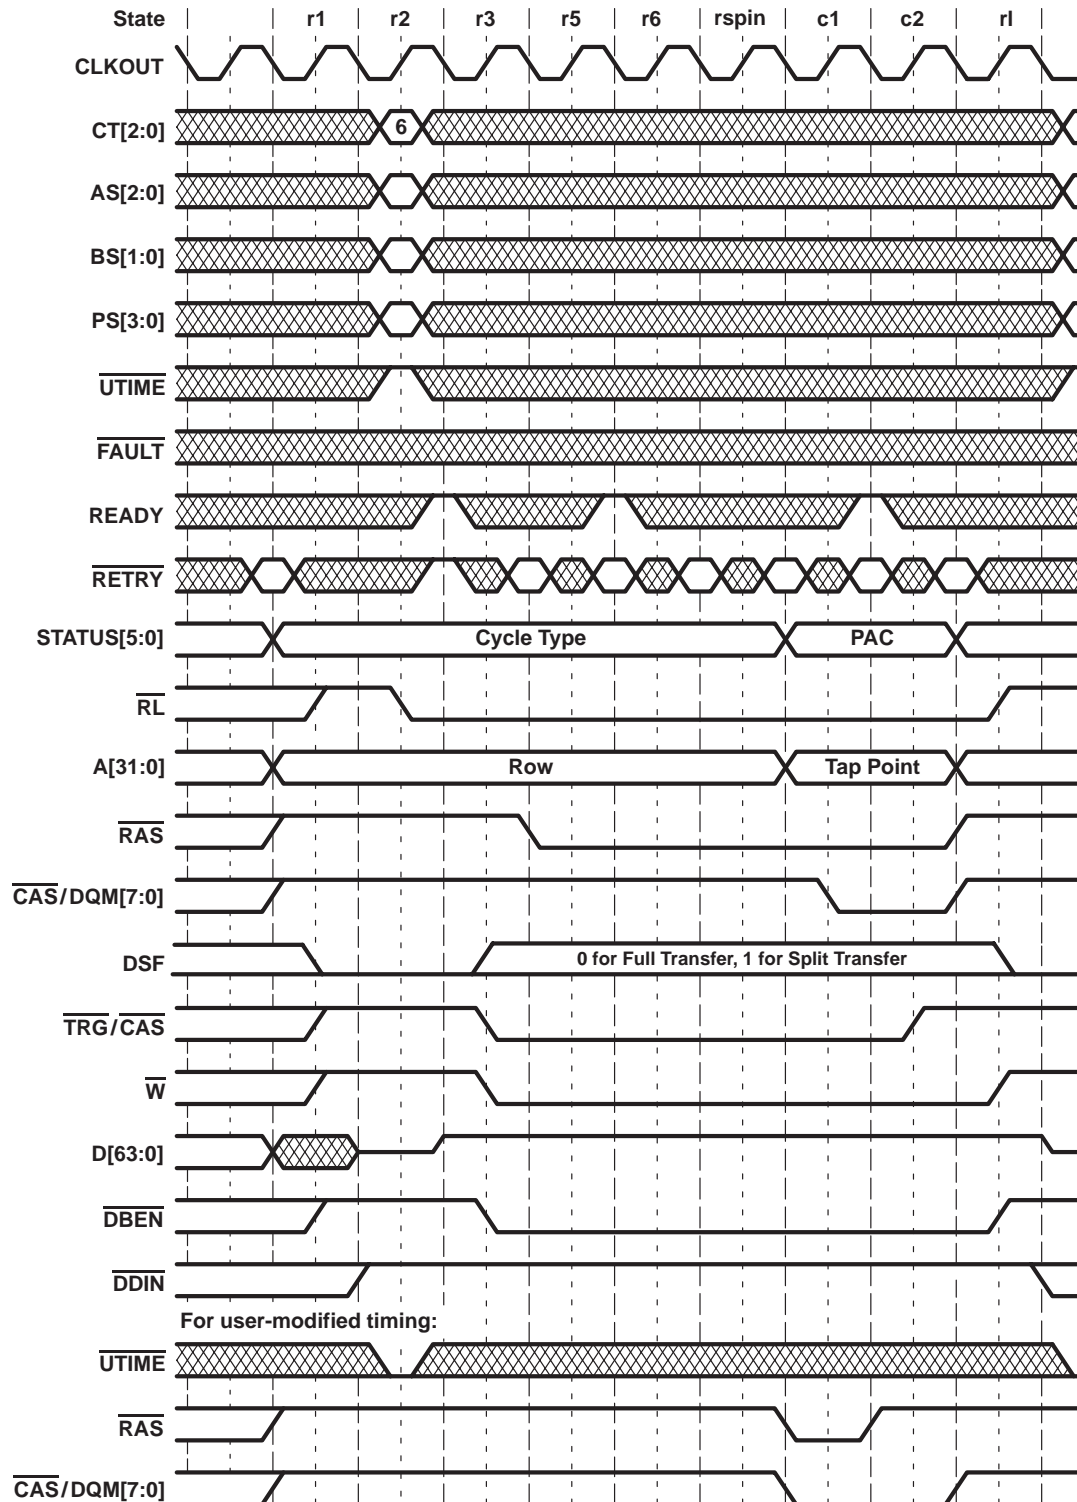 State r1 r2 r3 r5 r6 rspin c1 c2 rl
CLKOUT
CT[2:0] 6
AS[2:0]
BS[1:0]
PS[3:0]
UTIME
FAULT
READY
RETRY
STATUS[5:0] Cycle Type PAC
RL
A[31:0] Row Tap Point
RAS
CAS/DQM[7:0]
DSF 0 for Full Transfer, 1 for Split Transfer
TRG/CAS
W
D[63:0]
DBEN
DDIN
For user-modified timing:
UTIME
RAS
CAS/DQM[7:0]